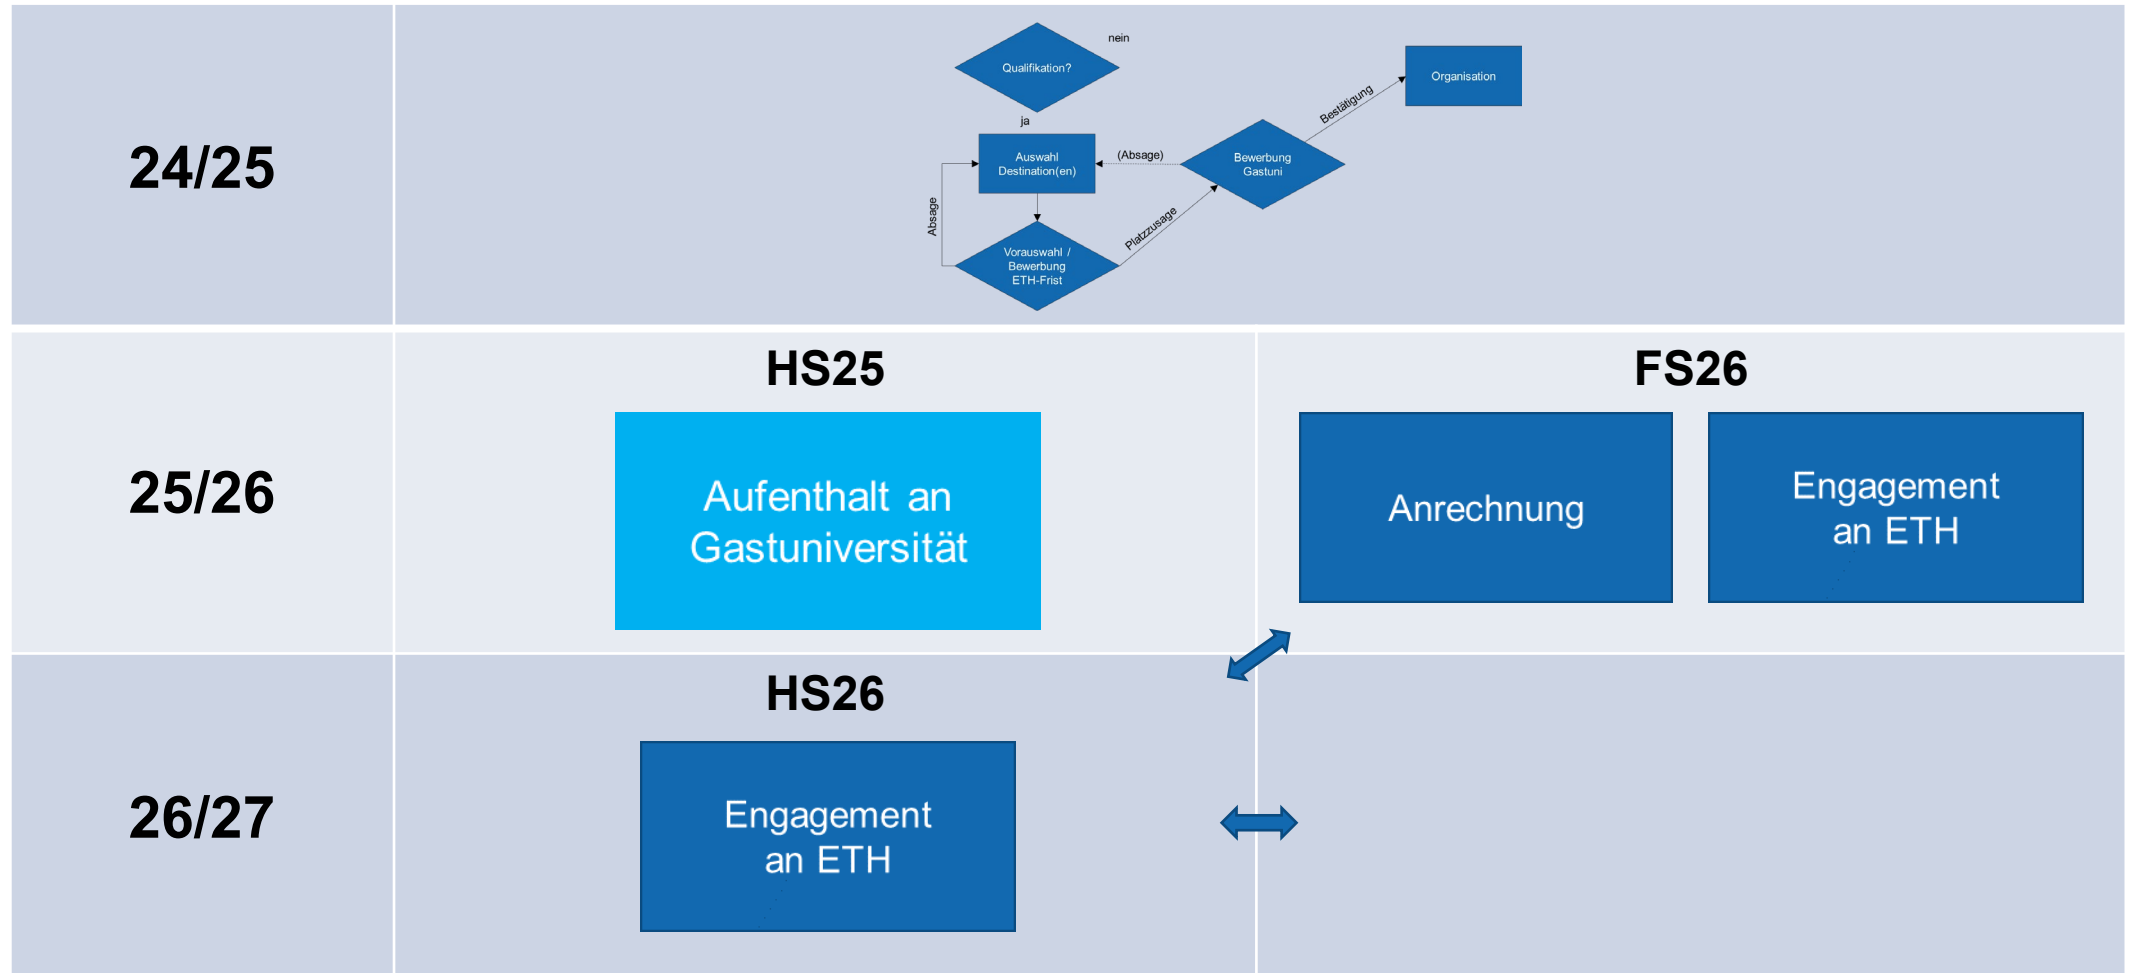 24/25
Qualifikation?
nein
ja
Auswahl
Destination(en)
Absage
Vorauswahl /
Bewerbung
ETH-Frist
Platzzusage
(Absage)
Bewerbung
Gastuni
Bestätigung
Organisation
25/26
HS25
Aufenthalt an
Gastuniversität
FS26
Anrechnung
Engagement
an ETH
26/27
HS26
Engagement
an ETH